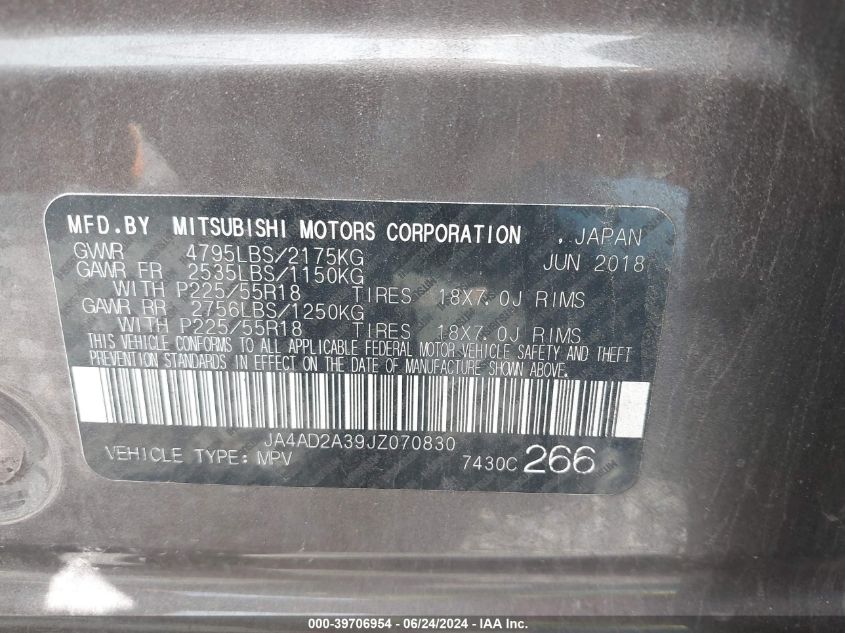 MFD.BY MITSUBISHI MOTORS CORPORATION , JAPAN
GVWR 4795LBS/2175KG JUN 2018
GAWR FR 2535LBS/1150KG
WITH P225/55R18 TIRES 18X7.0J RIMS
GAWR RR 2756LBS/1250KG
WITH P225/55R18 TIRES 18X7.0J RIMS
THIS VEHICLE CONFORMS TO ALL APPLICABLE FEDERAL MOTOR VEHICLE SAFETY AND THEFT
PREVENTION STANDARDS IN EFFECT ON THE DATE OF MANUFACTURE SHOWN ABOVE.
JA4AD2A39JZ070830
VEHICLE TYPE: MPV 7430C 266
000-39706954 / 06/24/2024 - IAA Inc.